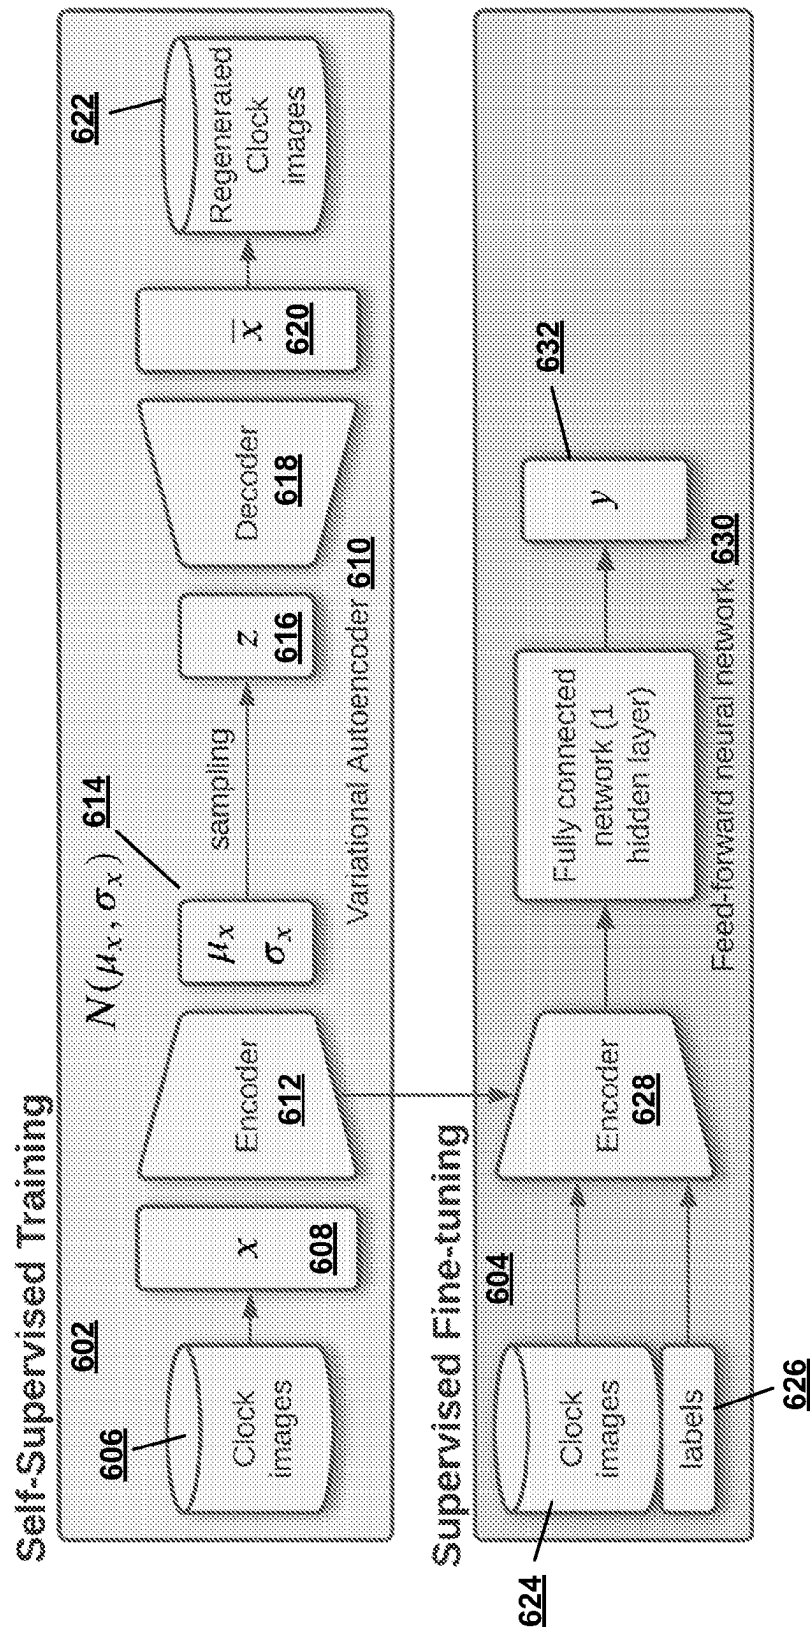 Self-Supervised Training
602
606
Clock
images
x
608
Encoder
612
N(μₓ, σₓ)
614
μₓ
σₓ
sampling
z
616
Decoder
618
Variational Autoencoder 610
x̄
620
622
Regenerated
Clock
images
Supervised Fine-tuning
604
624
Clock
images
labels
626
Encoder
628
Fully connected
network (1
hidden layer)
Feed-forward neural network 630
y
632